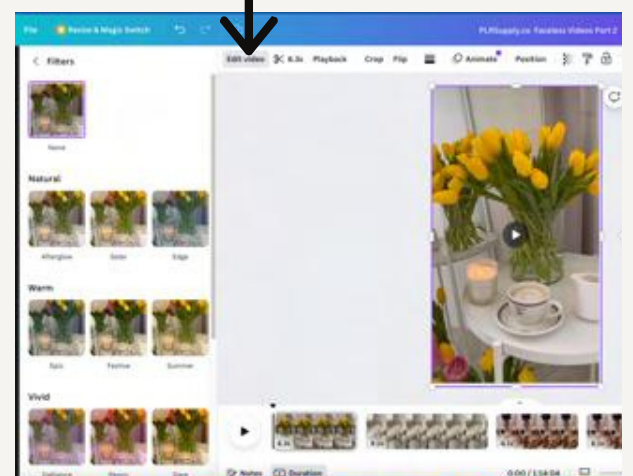 File Resize & Magic Switch PLRSupply.co Faceless Videos Part 2
Filters
Edit video 6.3s Playback Crop Flip Animate Position
None
Natural
Afterglow Solar Edge
Warm
Epic Festive Summer
Vivid
Notes Duration